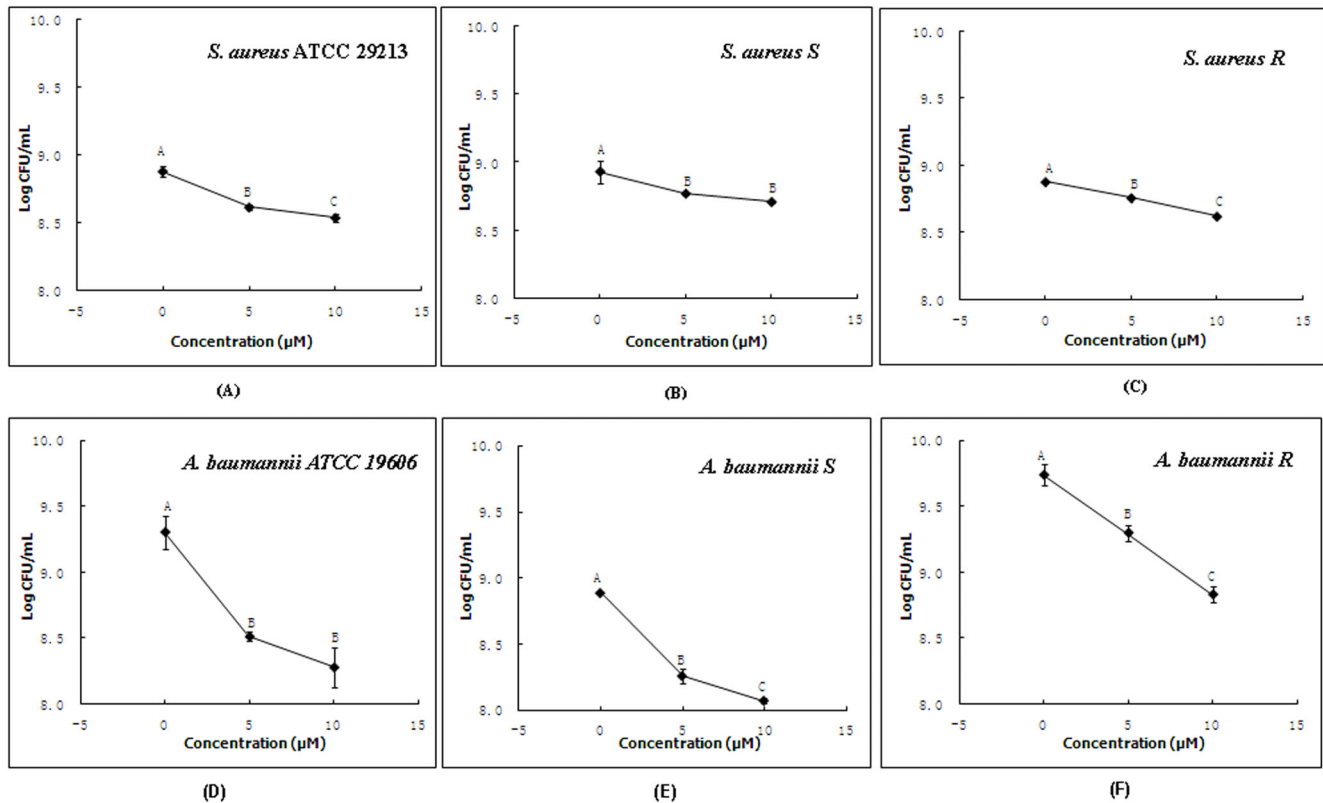 10.0
S. aureus ATCC 29213
9.5
Log CFU/mL
A
9.0
B
C
8.5
8.0
-5 0 5 10 15
Concentration (µM)
(A)
10.0
S. aureus S
9.5
Log CFU/mL
A
9.0
B B
8.5
8.0
-5 0 5 10 15
Concentration (µM)
(B)
10.0
S. aureus R
9.5
Log CFU/mL
9.0
A
B
C
8.5
8.0
-5 0 5 10 15
Concentration (µM)
(C)
10.0
A. baumannii ATCC 19606
9.5
A
Log CFU/mL
9.0
8.5
B B
8.0
-5 0 5 10 15
Concentration (µM)
(D)
10.0
A. baumannii S
9.5
Log CFU/mL
9.0
A
8.5
B
C
8.0
-5 0 5 10 15
Concentration (µM)
(E)
10.0
A. baumannii R
A
9.5
B
Log CFU/mL
9.0
C
8.5
8.0
-5 0 5 10 15
Concentration (µM)
(F)